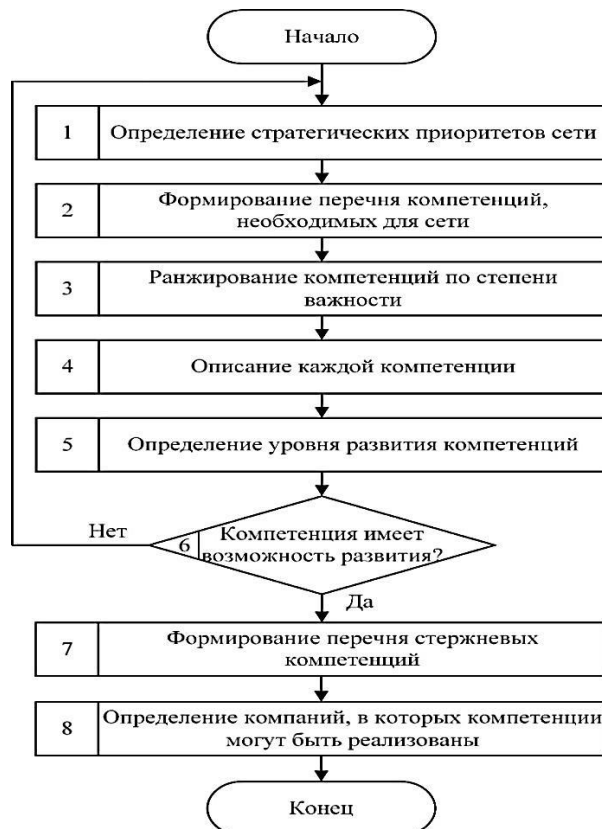 Начало
1 Определение стратегических приоритетов сети
2 Формирование перечня компетенций,
необходимых для сети
3 Ранжирование компетенций по степени
важности
4 Описание каждой компетенции
5 Определение уровня развития компетенций
Нет
6 Компетенция имеет
возможность развития?
Да
7 Формирование перечня стержневых
компетенций
8 Определение компаний, в которых компетенции
могут быть реализованы
Конец